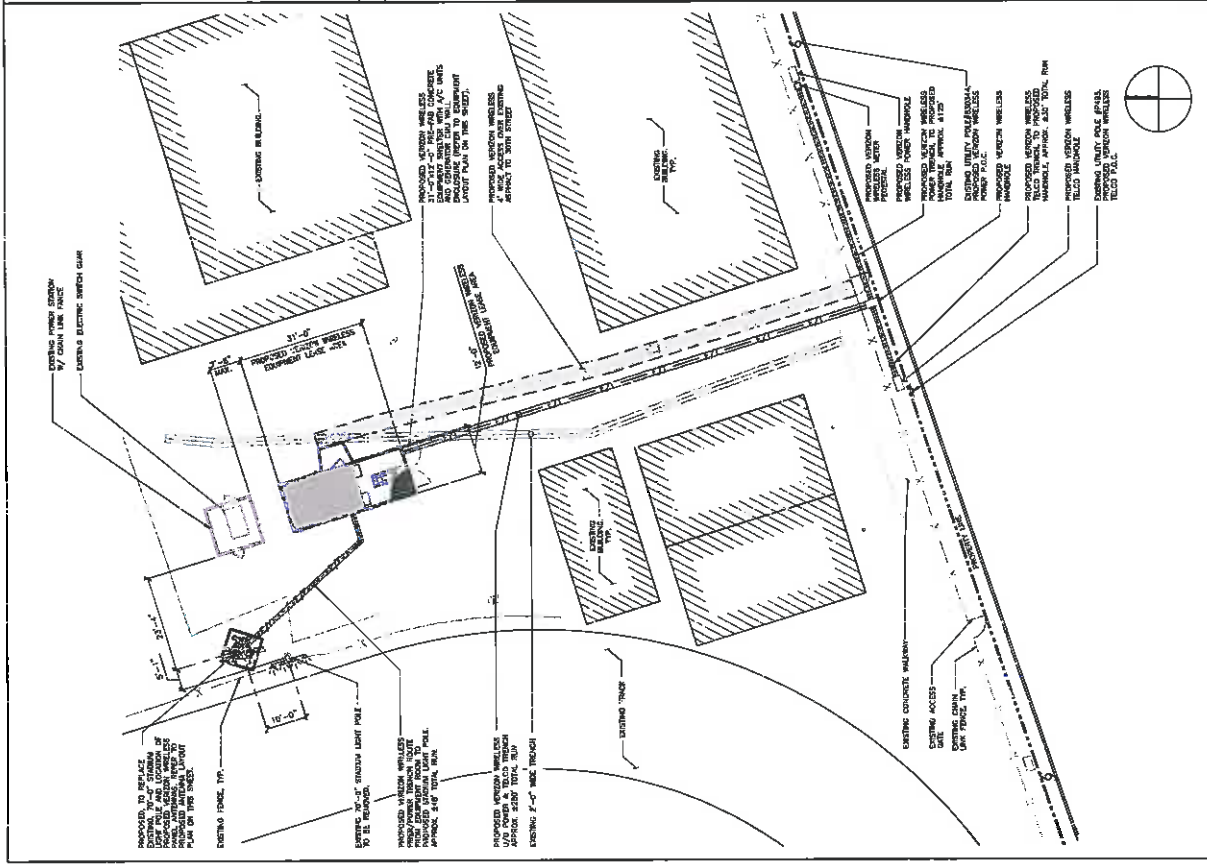 EXISTING POWER STATION
W/ CHAIN LINK FENCE
EXISTING ELECTRIC SWITCH GEAR
EXISTING BUILDING
7'-6"
MAX.
31'-0"
PROPOSED VERIZON WIRELESS
EQUIPMENT LEASE AREA
12'-0"
PROPOSED VERIZON WIRELESS
EQUIPMENT LEASE AREA
PROPOSED VERIZON WIRELESS
EQUIPMENT SHELTER WITH A/C UNITS
AND GENERATOR CMU WALL
ENCLOSURE (REFER TO EQUIPMENT
LAYOUT PLAN ON THIS SHEET).
PROPOSED VERIZON WIRELESS
WIDE ACCESS OVER EXISTING
ASPHALT TO 30TH STREET
EXISTING
BUILDING,
TYP.
5'-1"
23'-4"
10'-0"
PROPOSED, TO REPLACE
EXISTING, 70'-0" STADIUM
LIGHT POLE AND LOCATION OF
PROPOSED VERIZON WIRELESS
PANEL ANTENNAS. REFER TO
PROPOSED ANTENNA LAYOUT
PLAN ON THIS SHEET.
EXISTING FENCE, TYP.
EXISTING 70'-0" STADIUM LIGHT POLE
TO BE REMOVED.
PROPOSED VERIZON WIRELESS
FIBER/POWER TRENCH ROUTE
FROM EQUIPMENT ROOM TO
PROPOSED STADIUM LIGHT POLE.
TOTAL RUN.
PROPOSED VERIZON WIRELESS
U/G POWER & TELCO TRENCH
TOTAL RUN
EXISTING 2'-0" WIDE TRENCH
EXISTING TRACK
EXISTING
BUILDING,
TYP.
EXISTING CONCRETE WALKWAY
EXISTING ACCESS
GATE
EXISTING CHAIN
LINK FENCE, TYP.
PROPERTY LINE
PROPOSED VERIZON
WIRELESS METER
PEDESTAL
PROPOSED VERIZON
WIRELESS POWER HANDHOLE
PROPOSED VERIZON WIRELESS
POWER TRENCH, TO PROPOSED
HANDHOLE, APPROX. ±125'
TOTAL RUN
EXISTING UTILITY POLE
PROPOSED VERIZON WIRELESS
POWER P.O.C.
PROPOSED VERIZON WIRELESS
HANDHOLE
PROPOSED VERIZON WIRELESS
TELCO TRENCH, TO PROPOSED
HANDHOLE, APPROX. TOTAL RUN
PROPOSED VERIZON WIRELESS
TELCO HANDHOLE
EXISTING UTILITY POLE
PROPOSED VERIZON WIRELESS
TELCO P.O.C.